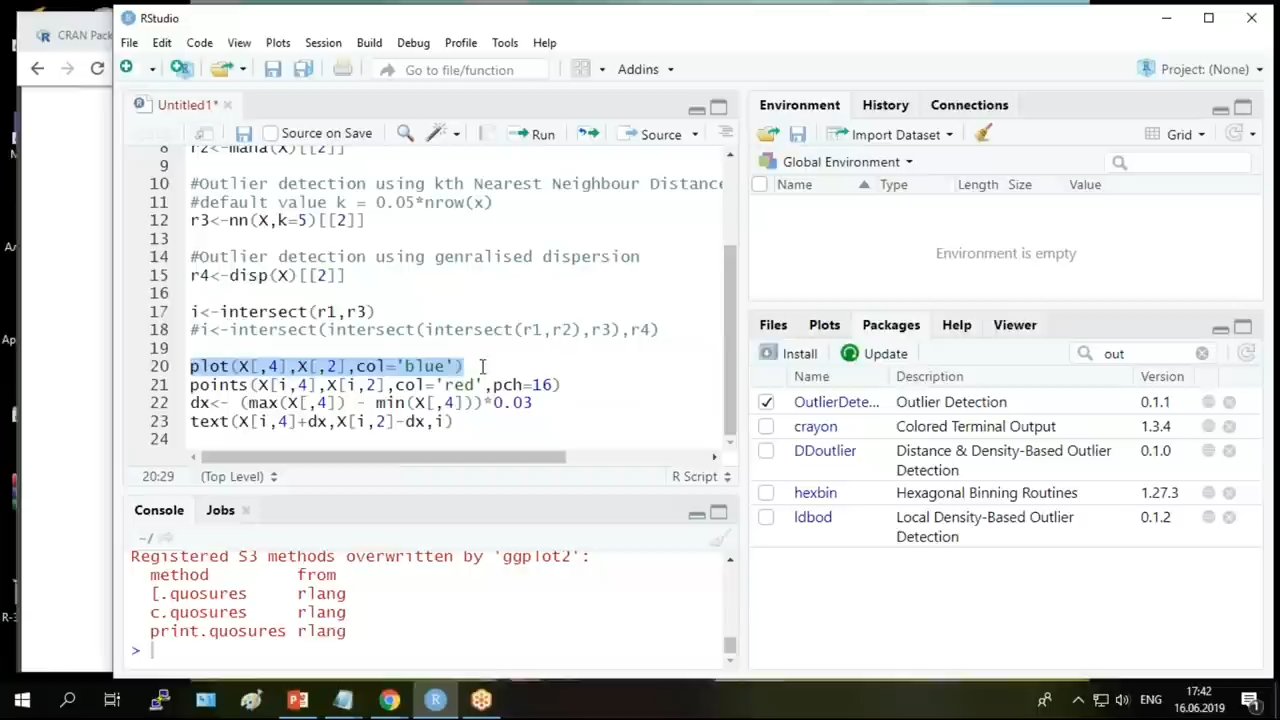 CRAN Pack
RStudio
File Edit Code View Plots Session Build Debug Profile Tools Help
Go to file/function
Addins
Project: (None)
Untitled1*
Source on Save
Run
Source
8 r2<-maha(X)[[2]]
9
10 #Outlier detection using kth Nearest Neighbour Distance
11 #default value k = 0.05*nrow(x)
12 r3<-nn(X,k=5)[[2]]
13
14 #Outlier detection using genralised dispersion
15 r4<-disp(X)[[2]]
16
17 i<-intersect(r1,r3)
18 #i<-intersect(intersect(intersect(r1,r2),r3),r4)
19
20 plot(X[,4],X[,2],col='blue')
21 points(X[i,4],X[i,2],col='red',pch=16)
22 dx<- (max(X[,4]) - min(X[,4]))*0.03
23 text(X[i,4]+dx,X[i,2]-dx,i)
24
20:29 (Top Level) R Script
Console Jobs
~/
Registered S3 methods overwritten by 'ggplot2':
method from
[.quosures rlang
c.quosures rlang
print.quosures rlang
>
Environment History Connections
Import Dataset Grid
Global Environment
Name Type Length Size Value
Environment is empty
Files Plots Packages Help Viewer
Install Update out
Name Description Version
OutlierDete... Outlier Detection 0.1.1
crayon Colored Terminal Output 1.3.4
DDoutlier Distance & Density-Based Outlier 0.1.0
Detection
hexbin Hexagonal Binning Routines 1.27.3
ldbod Local Density-Based Outlier 0.1.2
Detection
R-3
ENG
17:42
16.06.2019